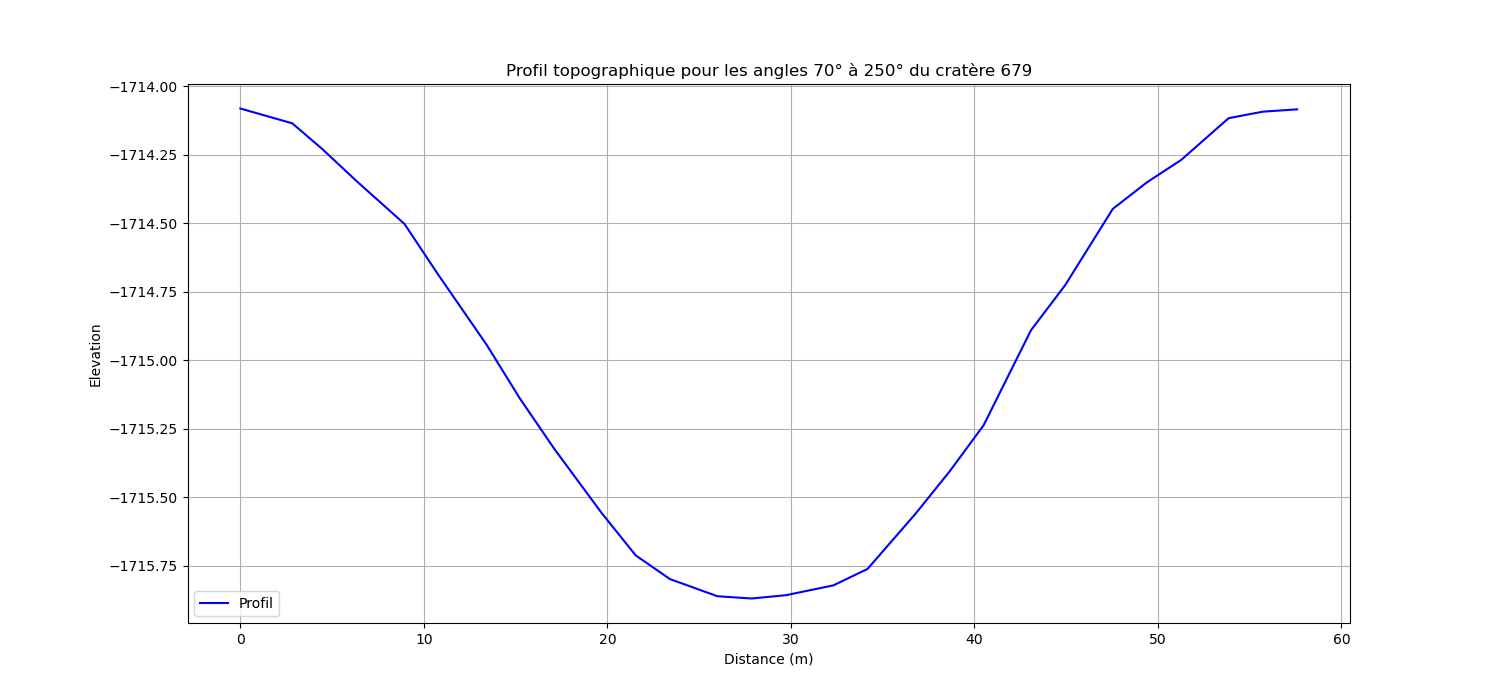 Profil topographique pour les angles 70° à 250° du cratère 679
−1714.00
−1714.25
−1714.50
−1714.75
−1715.00
−1715.25
−1715.50
−1715.75
Elevation
Profil
0 10 20 30 40 50 60
Distance (m)